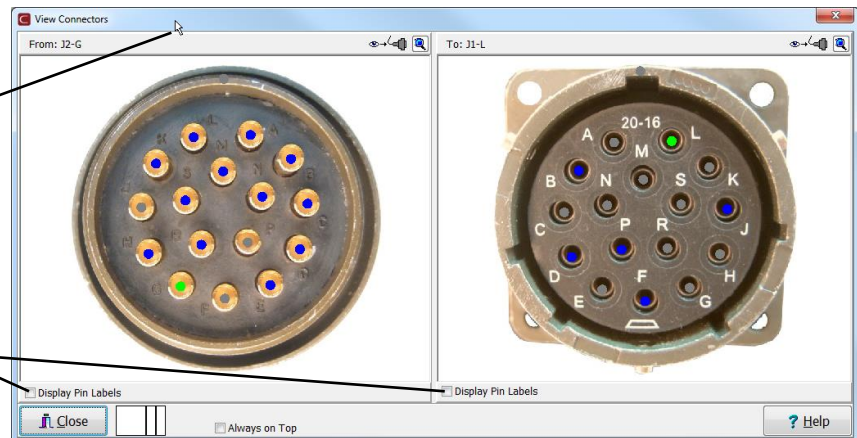 View Connectors
From: J2-G
To: J1-L
20-16
A
L
M
B
N
S
K
C
P
R
J
D
F
H
E
G
Display Pin Labels
Display Pin Labels
Close
Always on Top
? Help